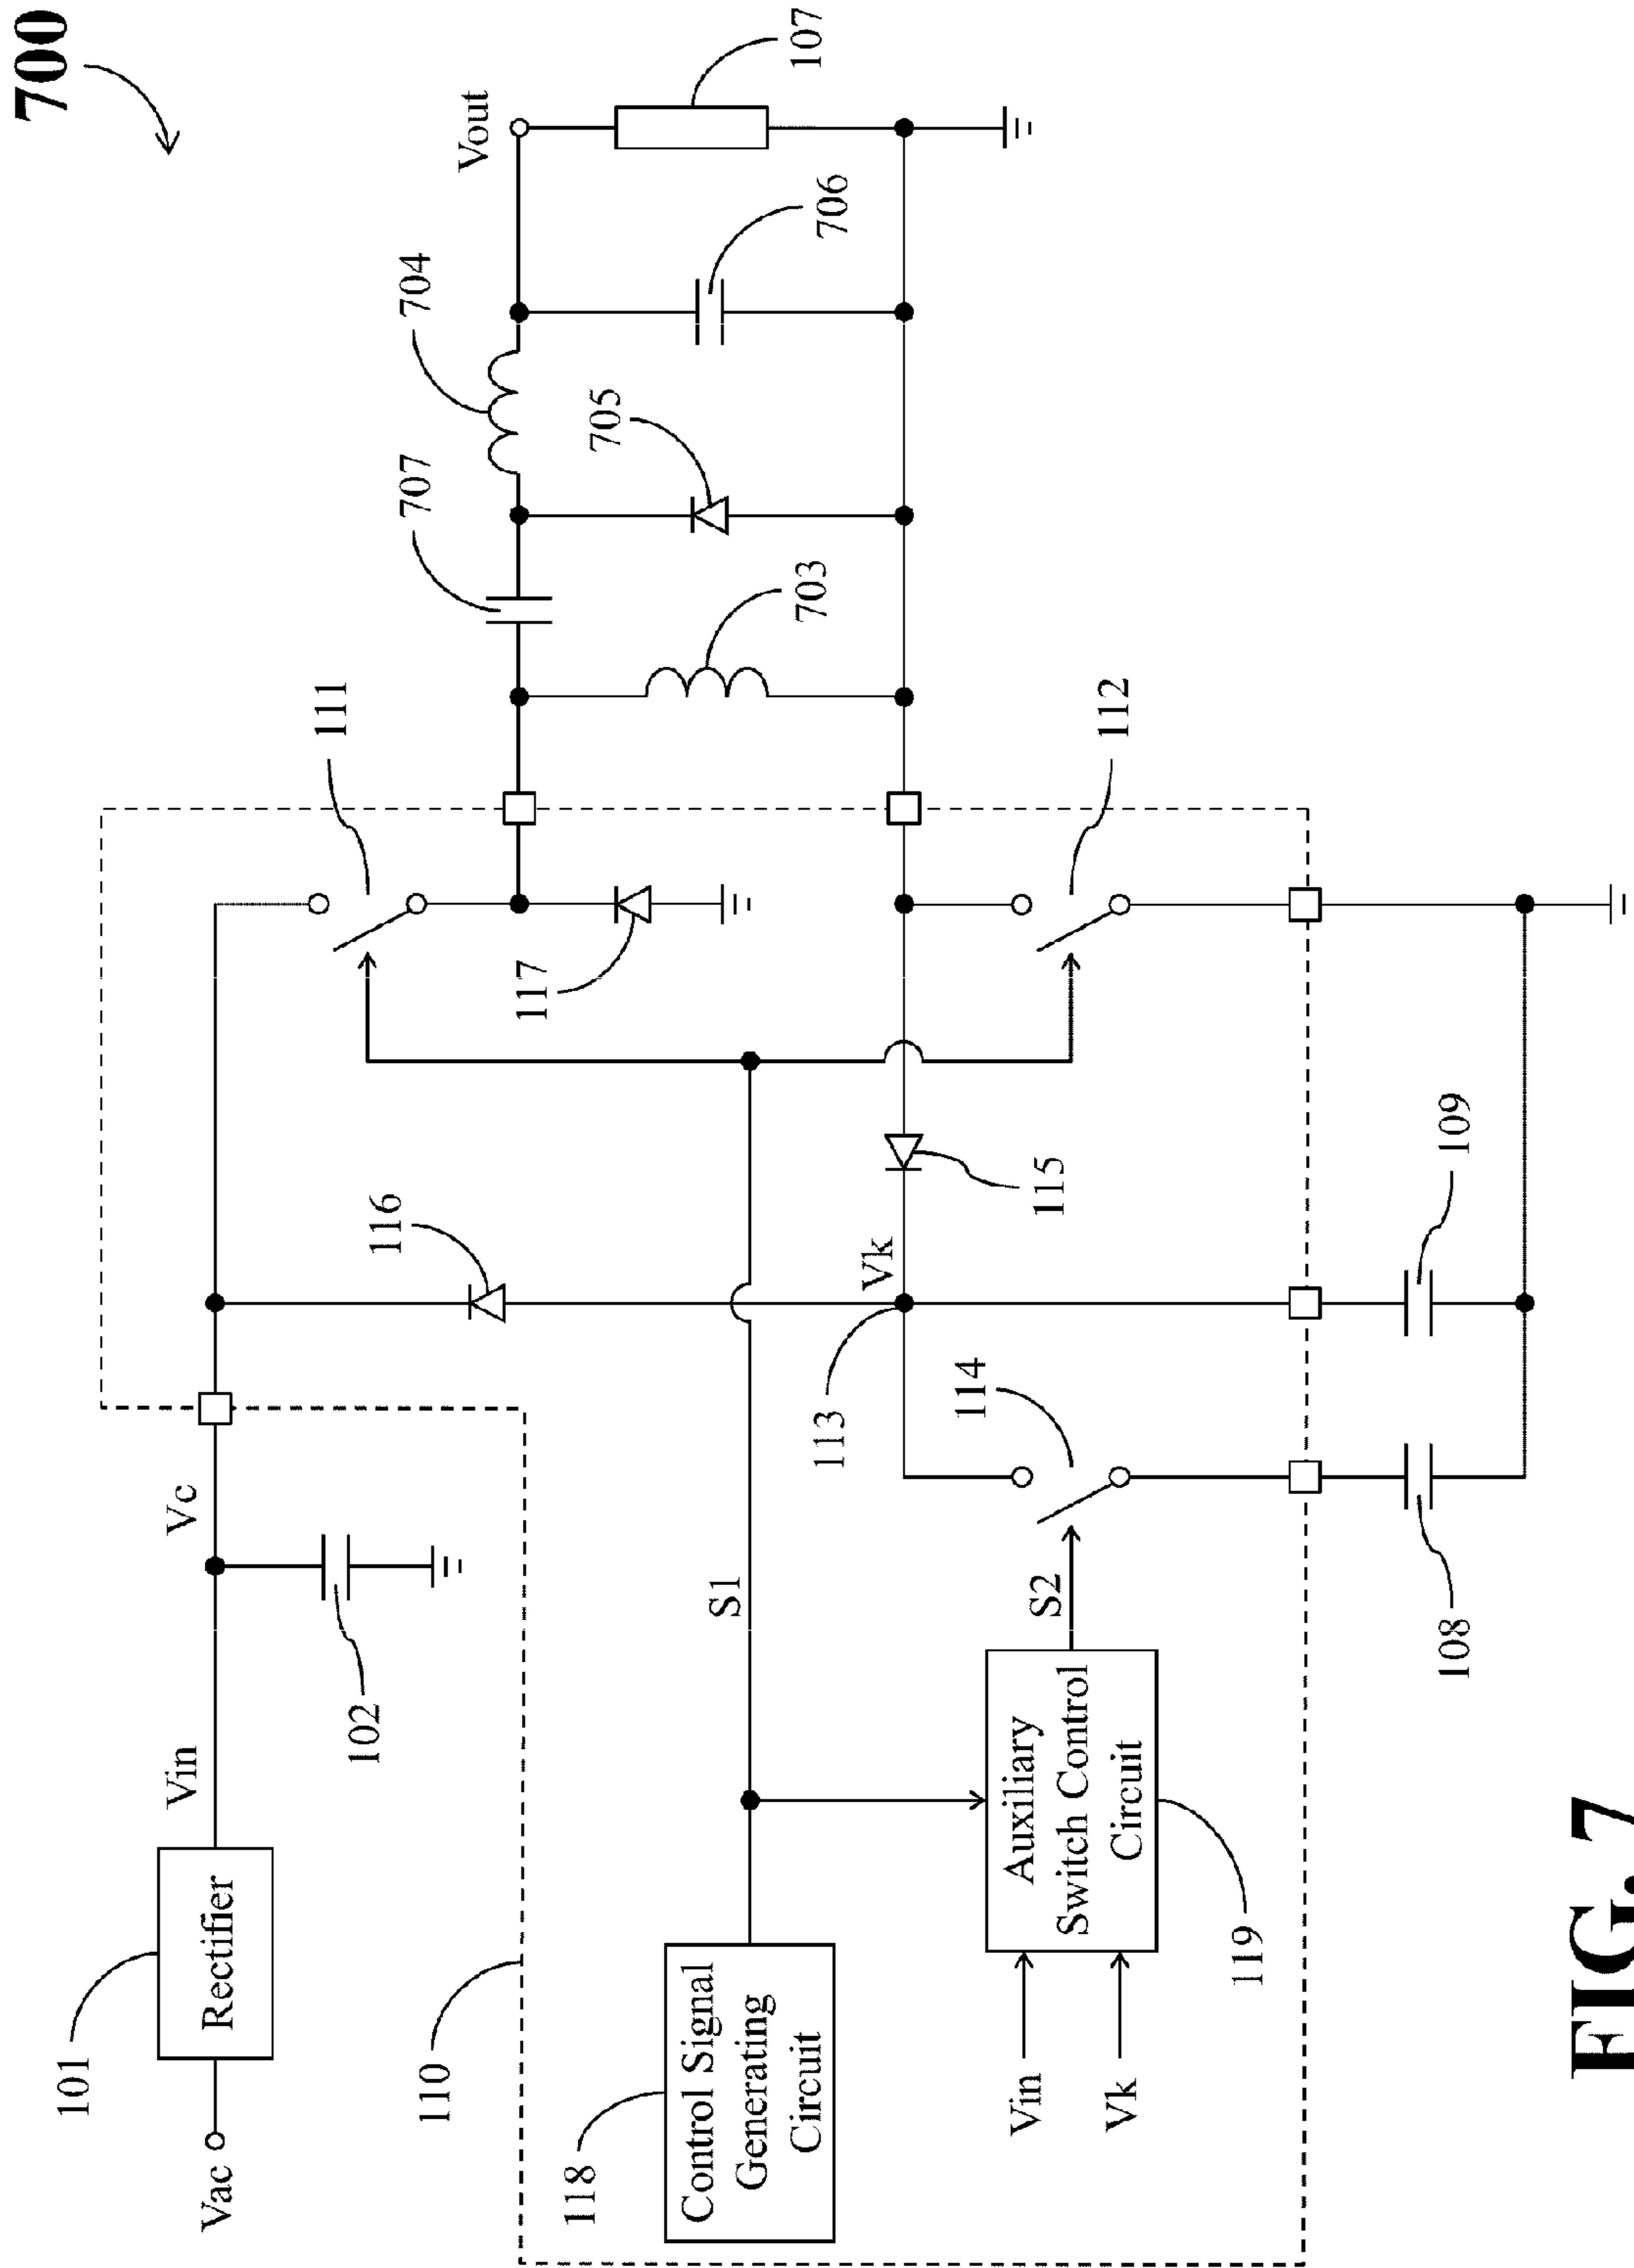 700
Vac
101
Rectifier
Vin
102
Vc
116
111
117
707
704
Vout
107
706
705
703
110
118
Control Signal
Generating
Circuit
S1
113
Vk
115
112
114
S2
Auxiliary
Switch Control
Circuit
Vin
Vk
119
108
109
FIG. 7